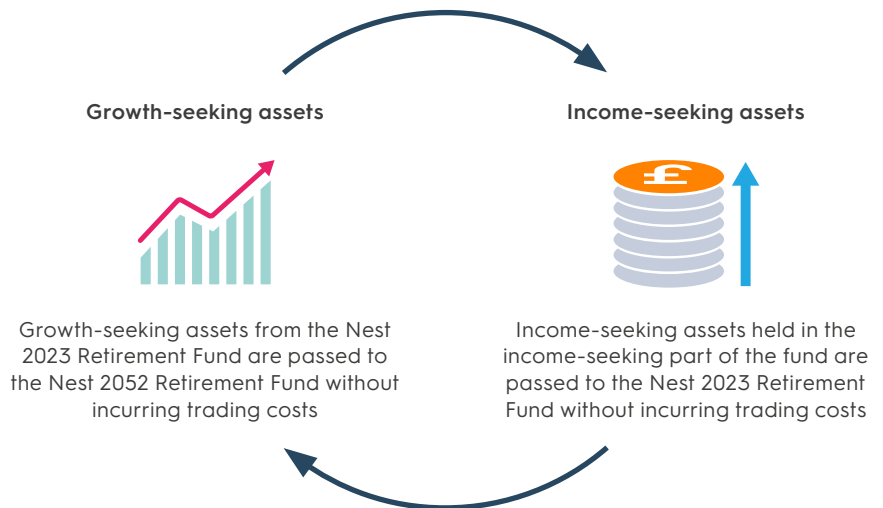 Growth-seeking assets
Growth-seeking assets from the Nest
2023 Retirement Fund are passed to
the Nest 2052 Retirement Fund without
incurring trading costs
Income-seeking assets
£
Income-seeking assets held in the
income-seeking part of the fund are
passed to the Nest 2023 Retirement
Fund without incurring trading costs